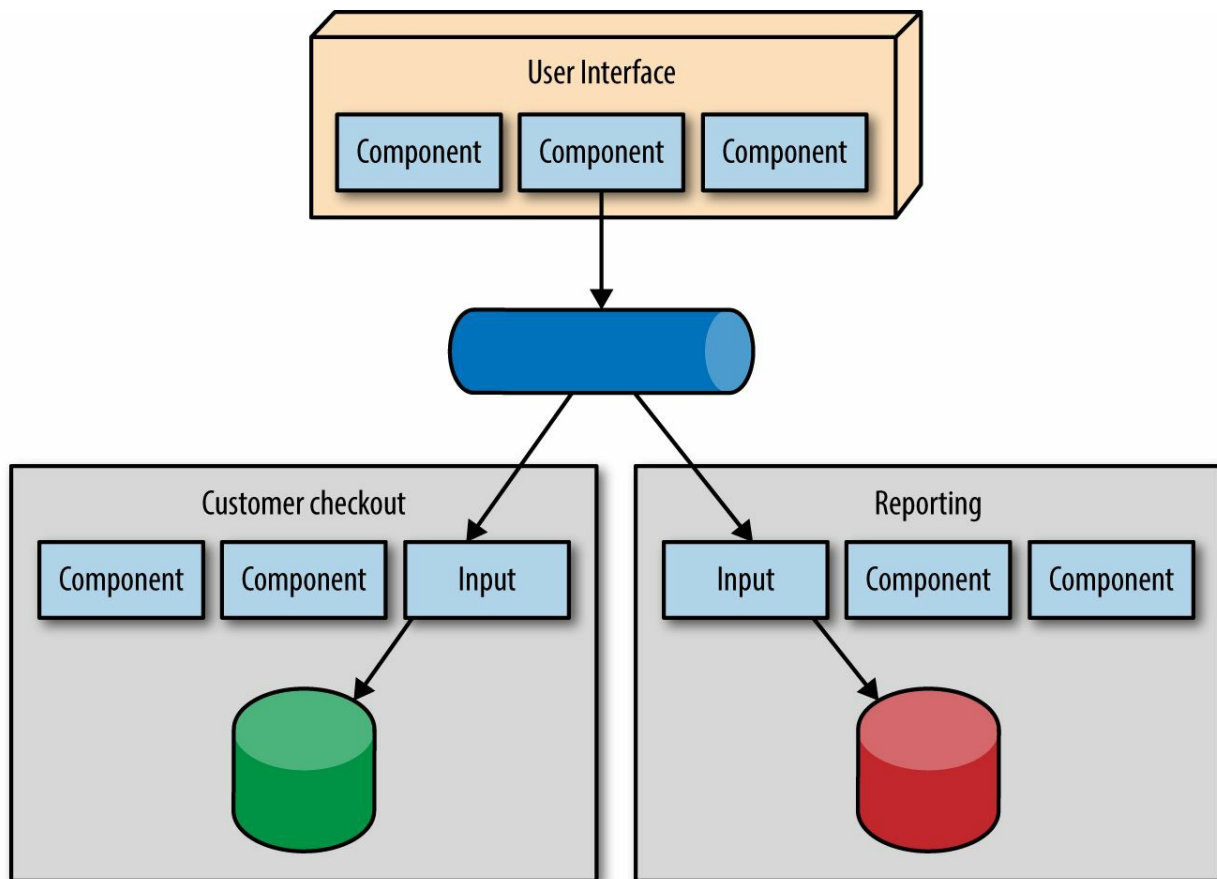 User Interface
Component Component Component
Customer checkout
Component Component Input
Reporting
Input Component Component